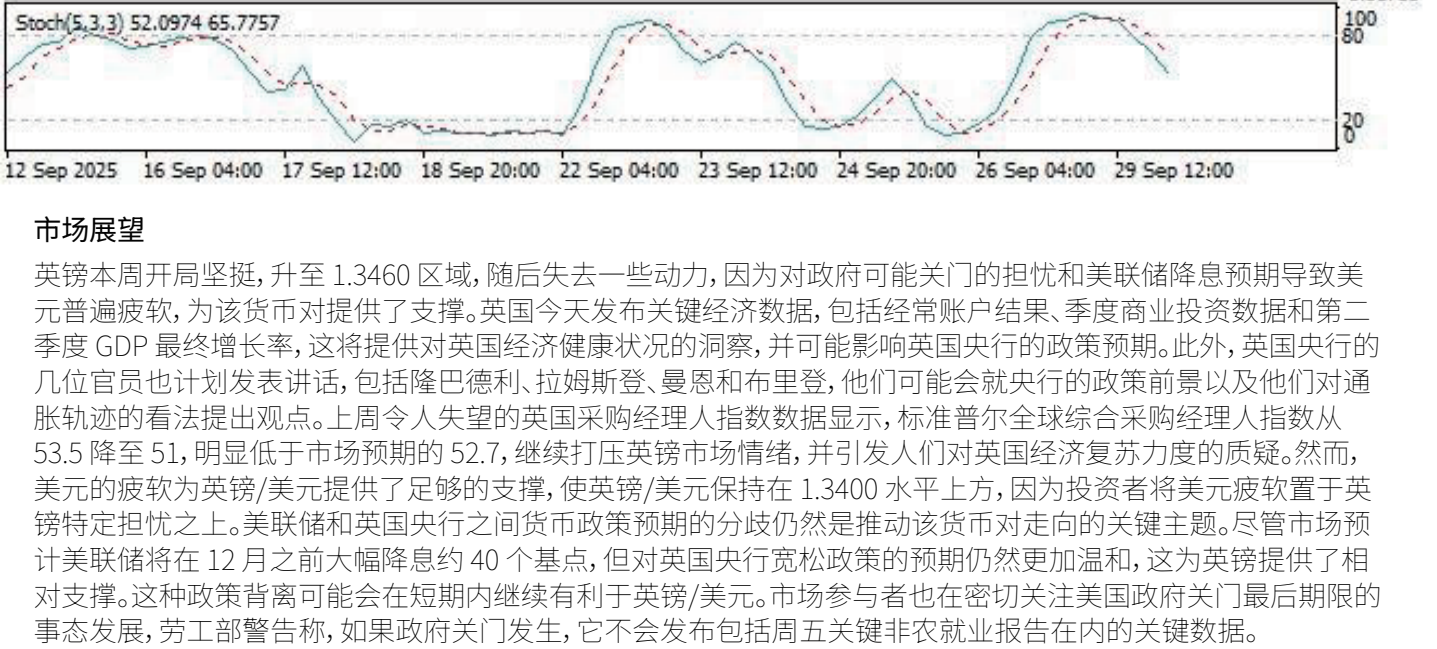 Stoch(5,3,3) 52.0974 65.7757
100
80
20
0
12 Sep 2025 16 Sep 04:00 17 Sep 12:00 18 Sep 20:00 22 Sep 04:00 23 Sep 12:00 24 Sep 20:00 26 Sep 04:00 29 Sep 12:00
市场展望
英镑本周开局坚挺，升至 1.3460 区域，随后失去一些动力，因为对政府可能关门的担忧和美联储降息预期导致美
元普遍疲软，为该货币对提供了支撑。英国今天发布关键经济数据，包括经常账户结果、季度商业投资数据和第二
季度 GDP 最终增长率，这将提供对英国经济健康状况的洞察，并可能影响英国央行的政策预期。此外，英国央行的
几位官员也计划发表讲话，包括隆巴德利、拉姆斯登、曼恩和布里登，他们可能会就央行的政策前景以及他们对通
胀轨迹的看法提出观点。上周令人失望的英国采购经理人指数数据显示，标准普尔全球综合采购经理人指数从
53.5 降至 51，明显低于市场预期的 52.7，继续打压英镑市场情绪，并引发人们对英国经济复苏力度的质疑。然而，
美元的疲软为英镑/美元提供了足够的支撑，使英镑/美元保持在 1.3400 水平上方，因为投资者将美元疲软置于英
镑特定担忧之上。美联储和英国央行之间货币政策预期的分歧仍然是推动该货币对走向的关键主题。尽管市场预
计美联储将在 12 月之前大幅降息约 40 个基点，但对英国央行宽松政策的预期仍然更加温和，这为英镑提供了相
对支撑。这种政策背离可能会在短期内继续有利于英镑/美元。市场参与者也在密切关注美国政府关门最后期限的
事态发展，劳工部警告称，如果政府关门发生，它不会发布包括周五关键非农就业报告在内的关键数据。